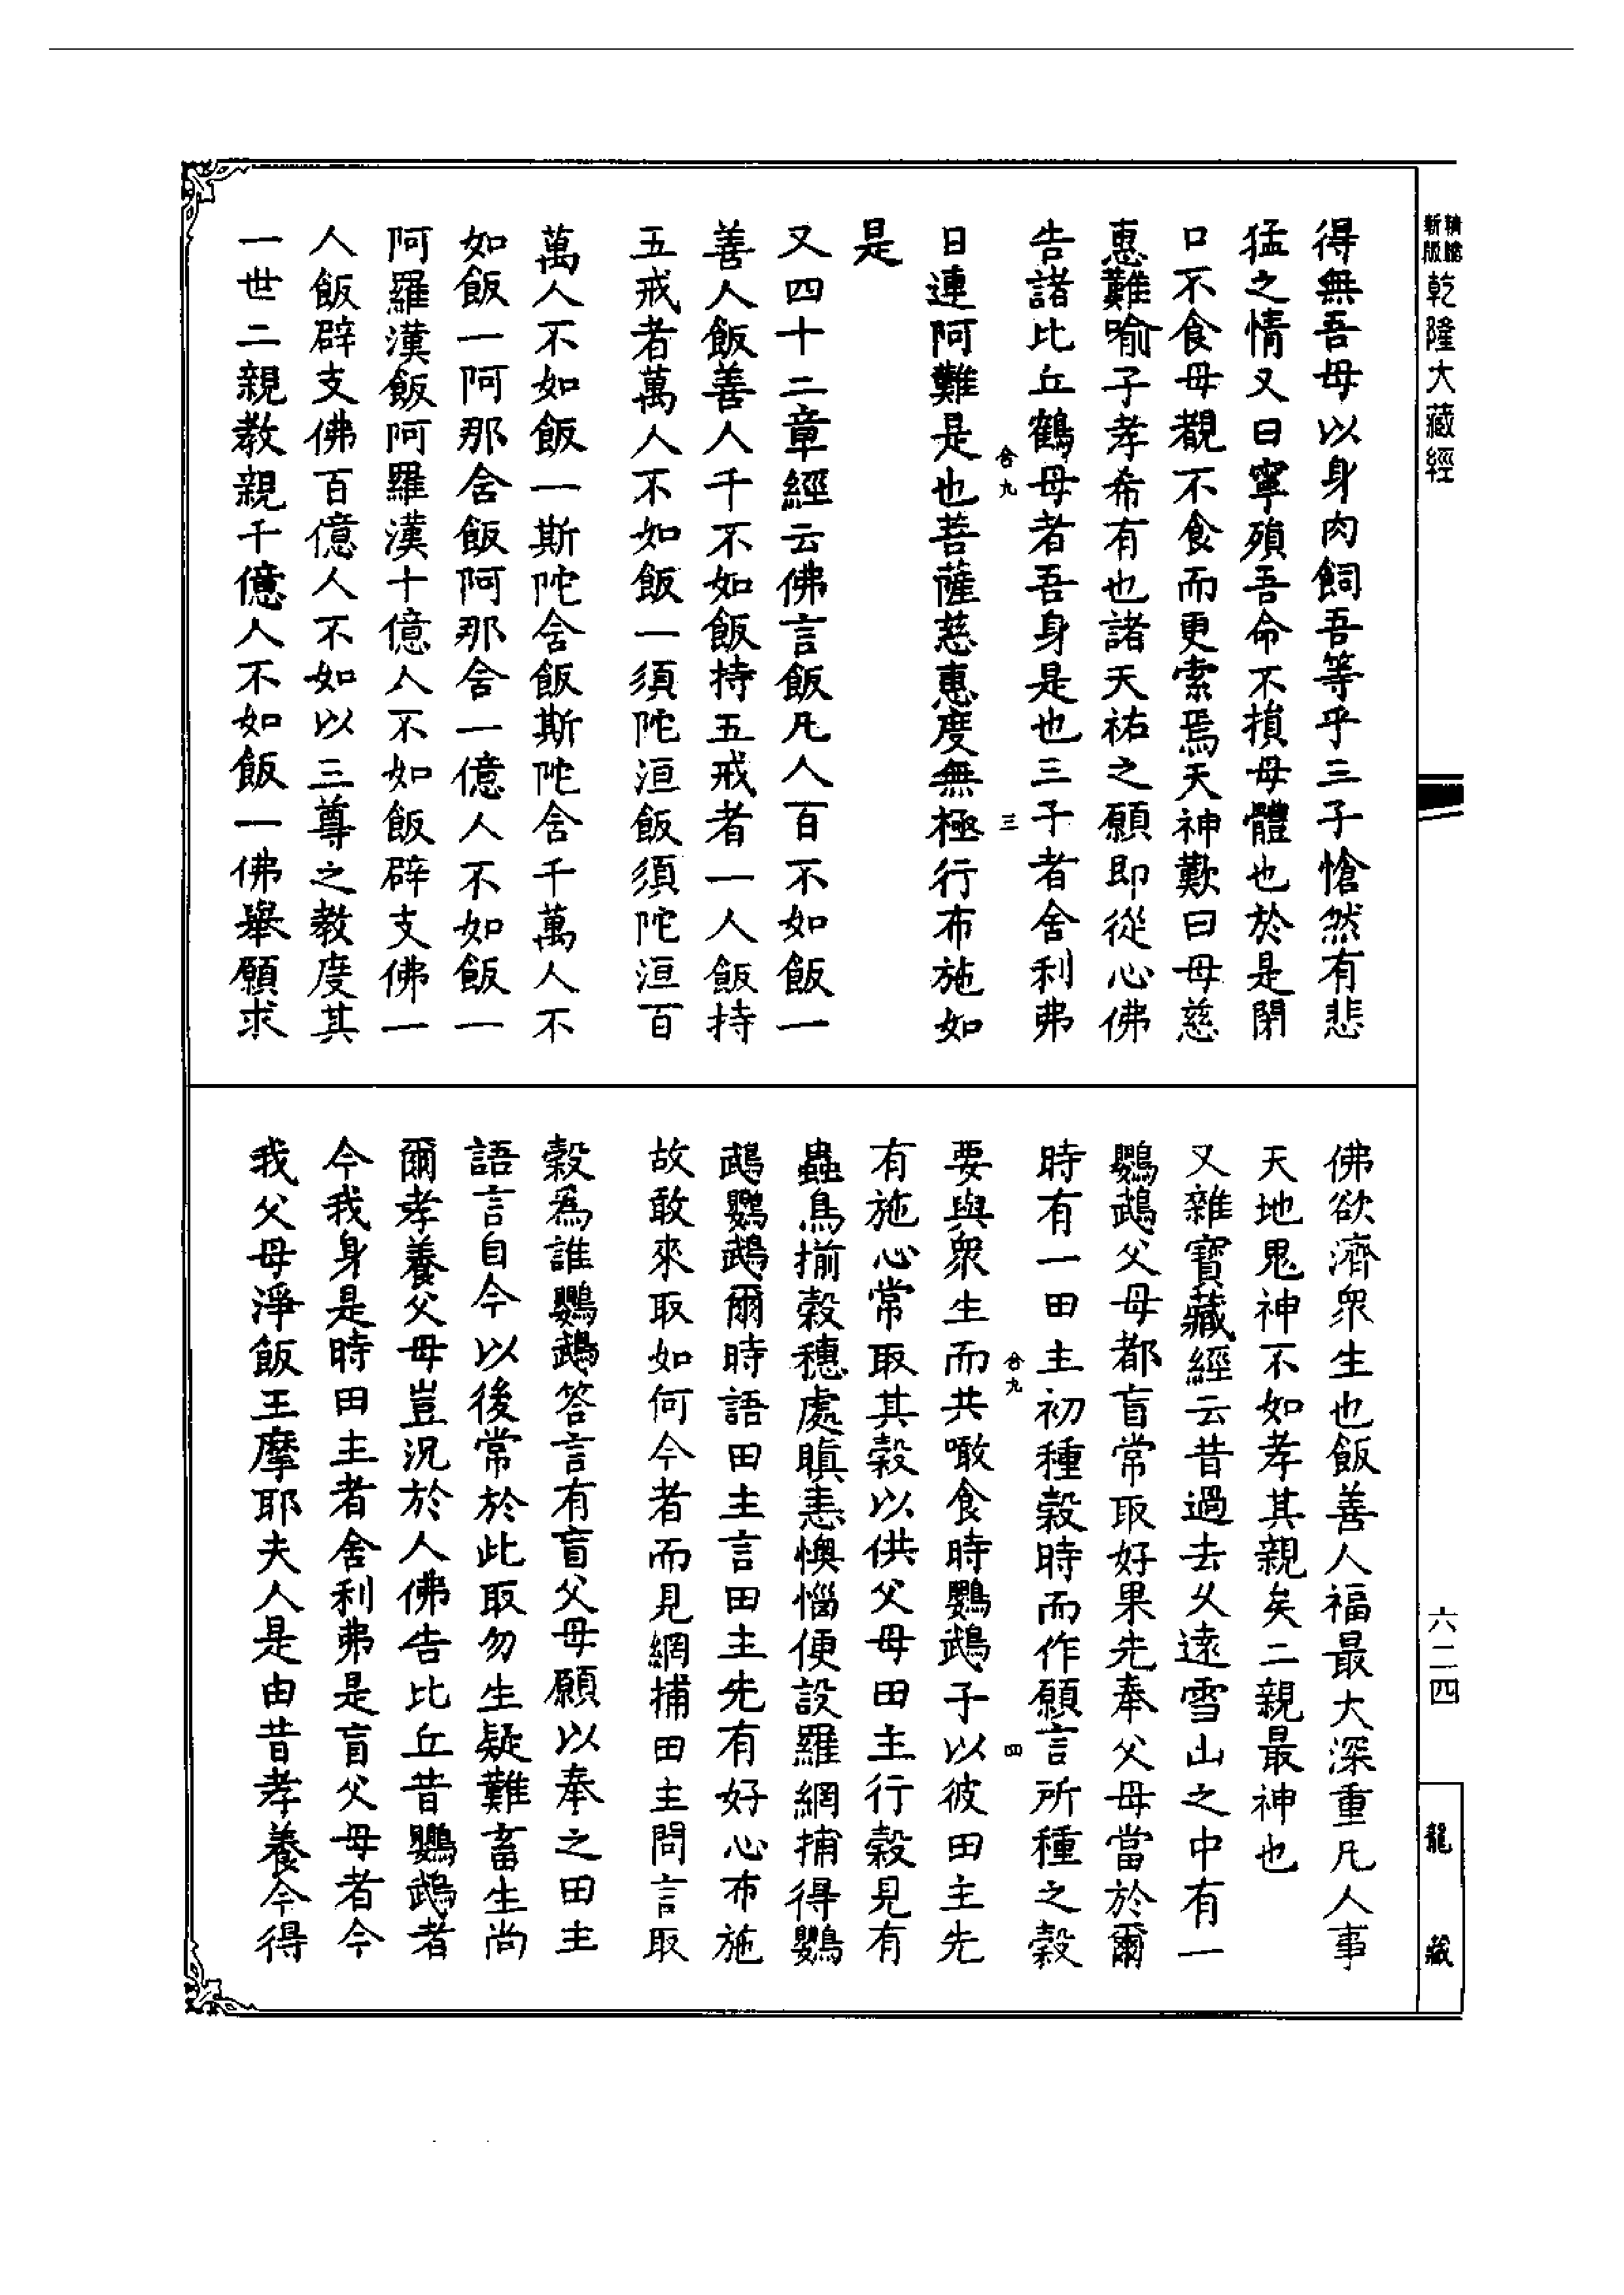 新版
精縮
乾隆大藏經
得無吾母以身肉飼吾等乎三子愴然有悲
猛之情又曰寧殞吾命不損母體也於是閉
口不食母覩不食而更索焉天神歎曰母慈
惠難喻子孝希有也諸天祐之願即從心佛
告諸比丘鶴母者吾身是也三子者舍利弗
合九
三
目連阿難是也菩薩慈惠度無極行布施如
是
又四十二章經云佛言飯凡人百不如飯一
善人飯善人千不如飯持五戒者一人飯持
五戒者萬人不如飯一須陀洹飯須陀洹百
萬人不如飯一斯陀含飯斯陀含千萬人不
如飯一阿那含飯阿那含一億人不如飯一
阿羅漢飯阿羅漢十億人不如飯辟支佛一
人飯辟支佛百億人不如以三尊之教度其
一世二親教親千億人不如飯一佛舉願求
佛欲濟眾生也飯善人福最大深重凡人事
天地鬼神不如孝其親矣二親最神也
又雜寶藏經云昔過去久遠雪山之中有一
鸚鵡父母都盲常取好果先奉父母當於爾
時有一田主初種穀時而作願言所種之穀
合九
四
要與眾生而共噉食時鸚鵡子以彼田主先
有施心常取其穀以供父母田主行穀見有
蟲鳥揃穀穗處瞋恚懊惱便設羅網捕得鸚
鵡鸚鵡爾時語田主言田主先有好心布施
故敢來取如何今者而見網捕田主問言取
穀為誰鸚鵡答言有盲父母願以奉之田主
語言自今以後常於此取勿生疑難畜生尚
爾孝養父母豈況於人佛告比丘昔鸚鵡者
今我身是時田主者舍利弗是盲父母者今
我父母淨飯王摩耶夫人是由昔孝養今得
六二四
龍藏